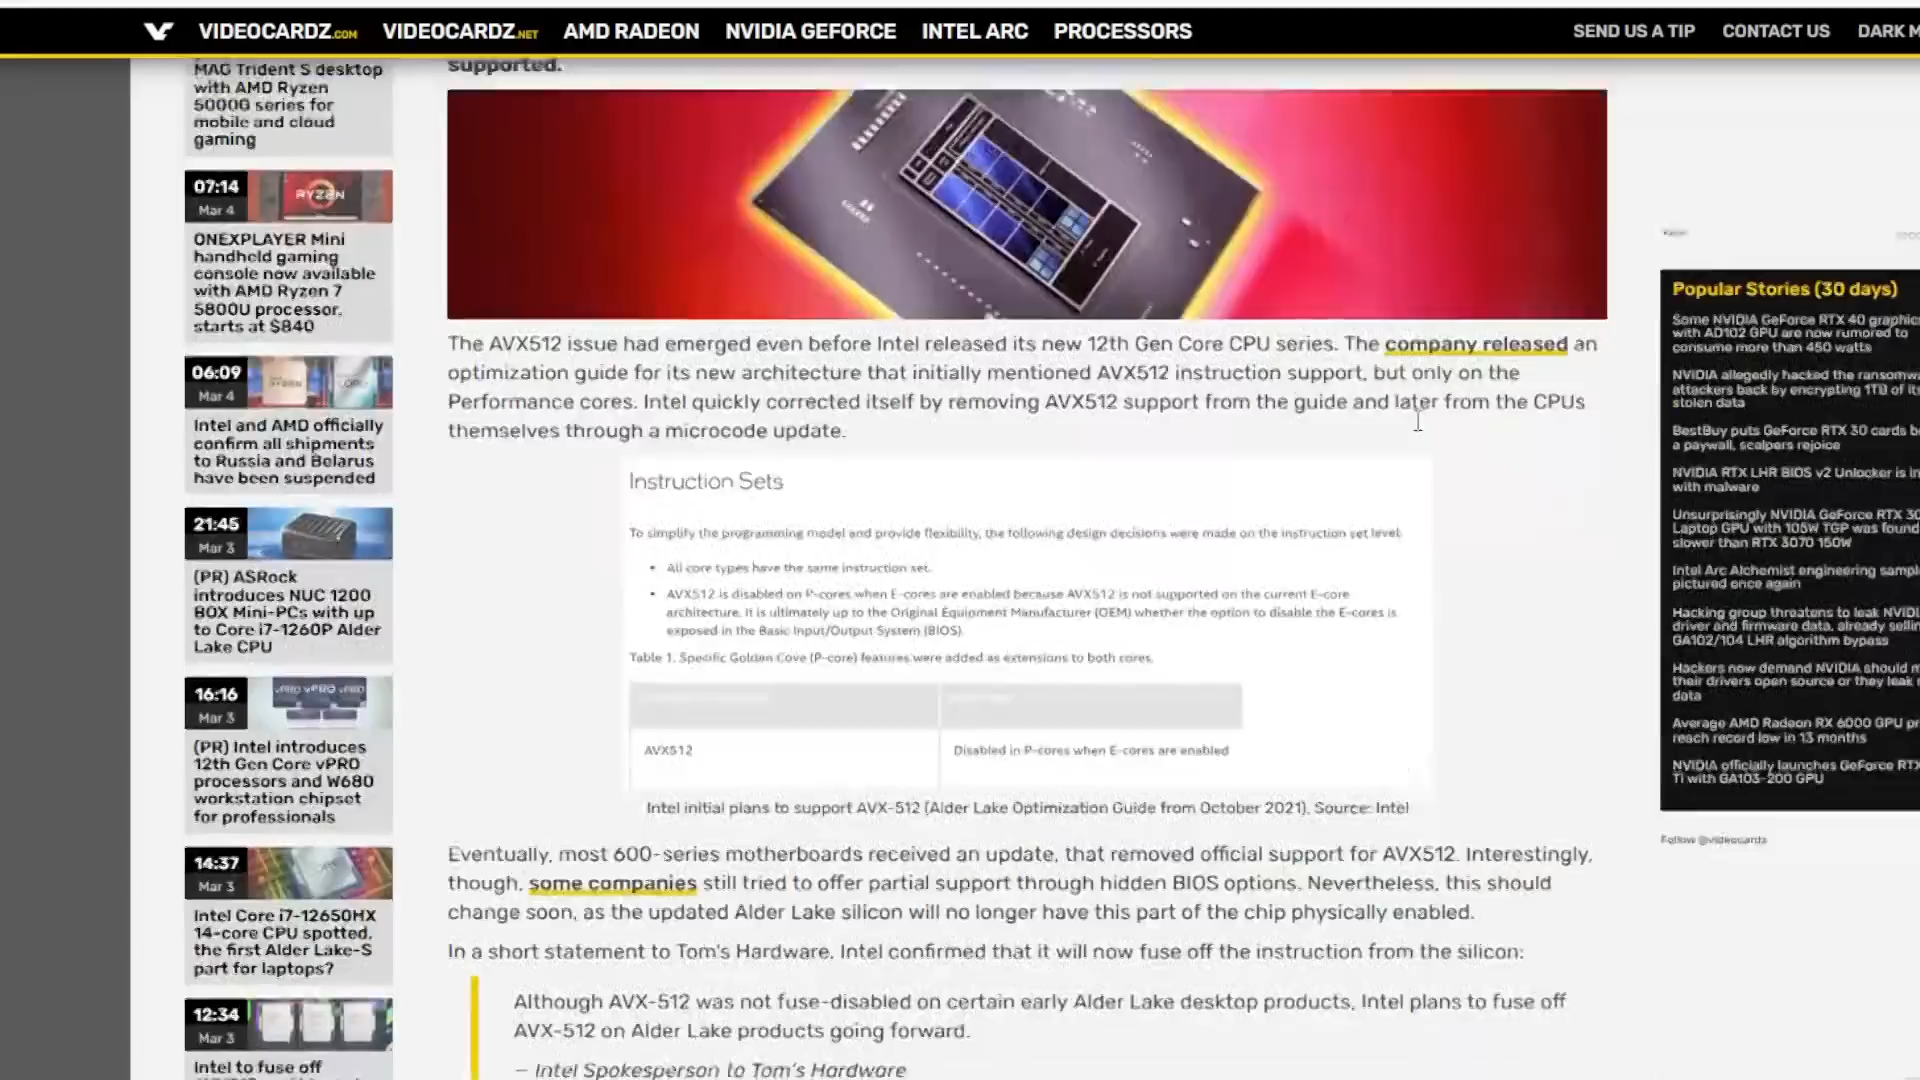 VIDEOCARDZ.COM VIDEOCARDZ.NET AMD RADEON NVIDIA GEFORCE INTEL ARC PROCESSORS SEND US A TIP CONTACT US DARK M
MAG Trident S desktop
with AMD Ryzen
5000G series for
mobile and cloud
gaming
07:14
Mar 4
RYZEN
ONEXPLAYER Mini
handheld gaming
console now available
with AMD Ryzen 7
5800U processor,
starts at $840
06:09
Mar 4
Intel and AMD officially
confirm all shipments
to Russia and Belarus
have been suspended
21:45
Mar 3
(PR) ASRock
introduces NUC 1200
BOX Mini-PCs with up
to Core i7-1260P Alder
Lake CPU
16:16
Mar 3
vPRO vPRO vPRO
(PR) Intel introduces
12th Gen Core vPRO
processors and W680
workstation chipset
for professionals
14:37
Mar 3
Intel Core i7-12650HX
14-core CPU spotted,
the first Alder Lake-S
part for laptops?
12:34
Mar 3
Intel to fuse off
supported.
The AVX512 issue had emerged even before Intel released its new 12th Gen Core CPU series. The company released an
optimization guide for its new architecture that initially mentioned AVX512 instruction support, but only on the
Performance cores. Intel quickly corrected itself by removing AVX512 support from the guide and later from the CPUs
themselves through a microcode update.
Instruction Sets
To simplify the programming model and provide flexibility, the following design decisions were made on the instruction set level:
• All core types have the same instruction set.
• AVX512 is disabled on P-cores when E-cores are enabled because AVX512 is not supported on the current E-core
architecture. It is ultimately up to the Original Equipment Manufacturer (OEM) whether the option to disable the E-cores is
exposed in the Basic Input/Output System (BIOS).
Table 1. Specific Golden Cove (P-core) features were added as extensions to both cores.
AVX512 Disabled in P-cores when E-cores are enabled
Intel initial plans to support AVX-512 (Alder Lake Optimization Guide from October 2021), Source: Intel
Eventually, most 600-series motherboards received an update, that removed official support for AVX512. Interestingly,
though, some companies still tried to offer partial support through hidden BIOS options. Nevertheless, this should
change soon, as the updated Alder Lake silicon will no longer have this part of the chip physically enabled.
In a short statement to Tom's Hardware, Intel confirmed that it will now fuse off the instruction from the silicon:
Although AVX-512 was not fuse-disabled on certain early Alder Lake desktop products, Intel plans to fuse off
AVX-512 on Alder Lake products going forward.
– Intel Spokesperson to Tom's Hardware
Popular Stories (30 days)
Some NVIDIA GeForce RTX 40 graphics
with AD102 GPU are now rumored to
consume more than 450 watts
NVIDIA allegedly hacked the ransomwa
attackers back by encrypting 1TB of its
stolen data
BestBuy puts GeForce RTX 30 cards be
a paywall, scalpers rejoice
NVIDIA RTX LHR BIOS v2 Unlocker is in
with malware
Unsurprisingly NVIDIA GeForce RTX 30
Laptop GPU with 105W TGP was found
slower than RTX 3070 150W
Intel Arc Alchemist engineering sampl
pictured once again
Hacking group threatens to leak NVIDI
driver and firmware data, already sellin
GA102/104 LHR algorithm bypass
Hackers now demand NVIDIA should m
their drivers open source or they leak
data
Average AMD Radeon RX 6000 GPU pr
reach record low in 13 months
NVIDIA officially launches GeForce RTX
Ti with GA103-200 GPU
Follow @videocardz